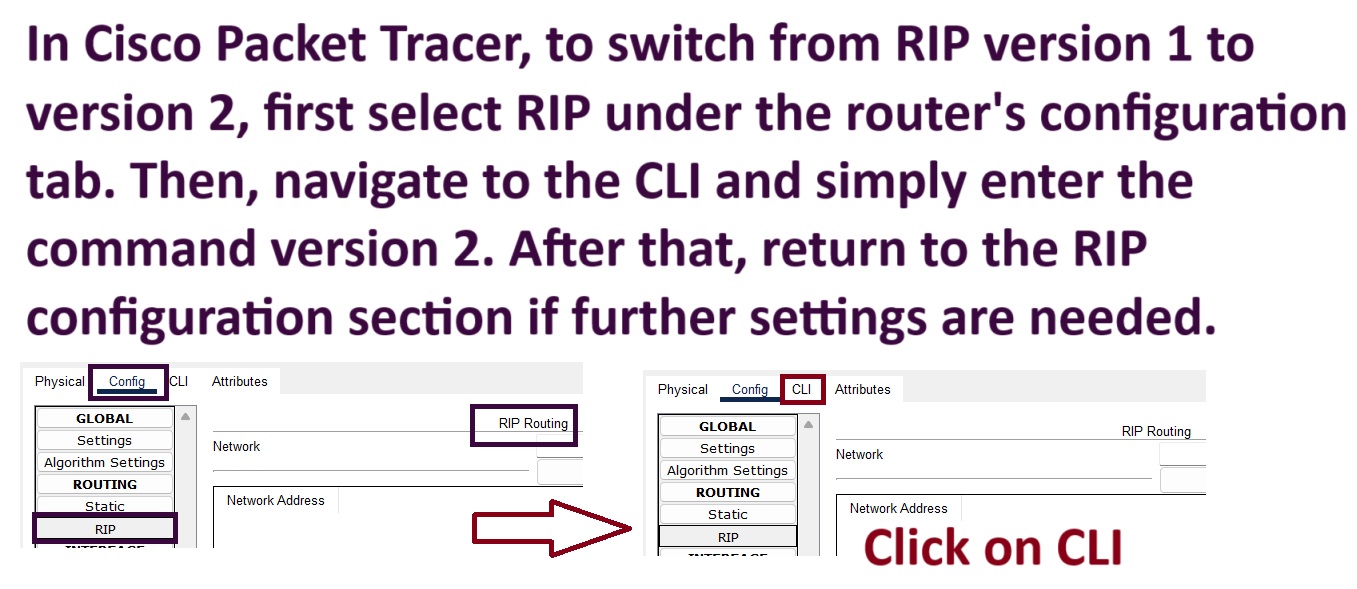 In Cisco Packet Tracer, to switch from RIP version 1 to
version 2, first select RIP under the router's configuration
tab. Then, navigate to the CLI and simply enter the
command version 2. After that, return to the RIP
configuration section if further settings are needed.
Physical Config CLI Attributes
GLOBAL
Settings
Algorithm Settings
ROUTING
Static
RIP
INTERFACE
RIP Routing
Network
Network Address
Physical Config CLI Attributes
GLOBAL
Settings
Algorithm Settings
ROUTING
Static
RIP
INTERFACE
RIP Routing
Network
Network Address
Click on CLI